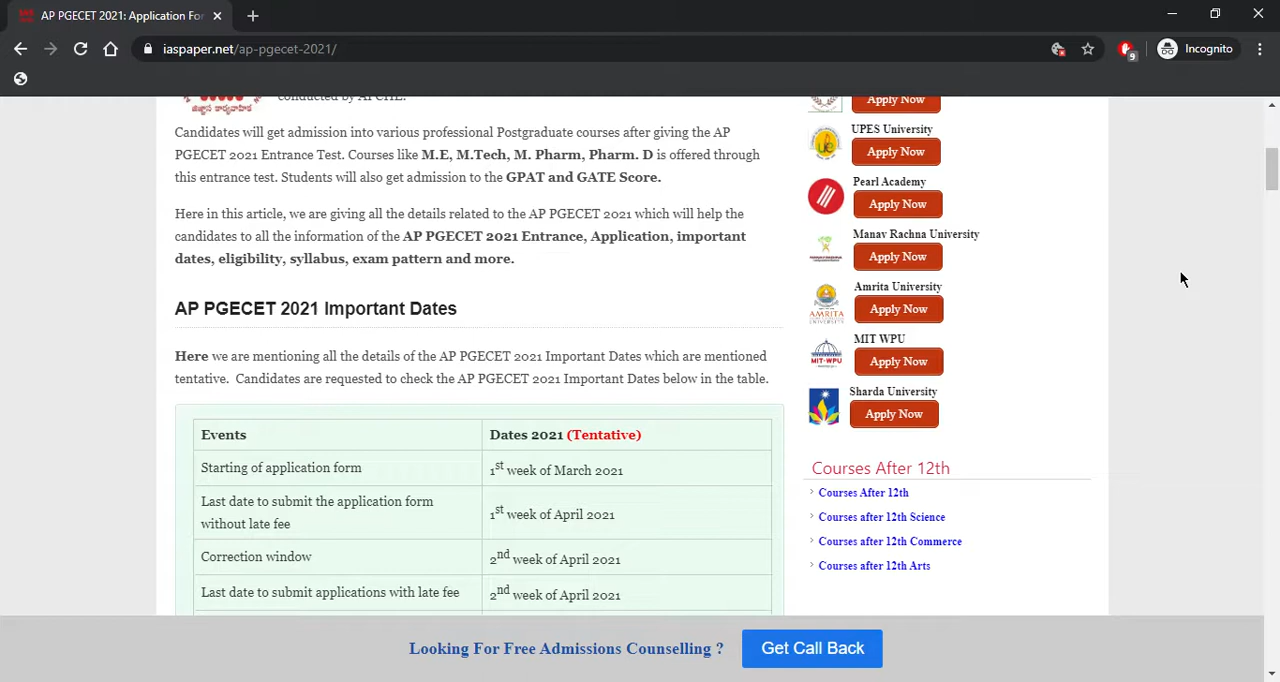 AP PGECET 2021: Application For
iaspaper.net/ap-pgecet-2021/
9
Incognito
conducted by APCHE.
Candidates will get admission into various professional Postgraduate courses after giving the AP
PGECET 2021 Entrance Test. Courses like M.E, M.Tech, M. Pharm, Pharm. D is offered through
this entrance test. Students will also get admission to the GPAT and GATE Score.
Here in this article, we are giving all the details related to the AP PGECET 2021 which will help the
candidates to all the information of the AP PGECET 2021 Entrance, Application, important
dates, eligibility, syllabus, exam pattern and more.
AP PGECET 2021 Important Dates
Here we are mentioning all the details of the AP PGECET 2021 Important Dates which are mentioned
tentative. Candidates are requested to check the AP PGECET 2021 Important Dates below in the table.
Events Dates 2021 (Tentative)
Starting of application form 1st week of March 2021
Last date to submit the application form
without late fee 1st week of April 2021
Correction window 2nd week of April 2021
Last date to submit applications with late fee 2nd week of April 2021
Apply Now
UPES University
Apply Now
Pearl Academy
Apply Now
Manav Rachna University
Apply Now
Amrita University
AMRITA
Apply Now
MIT WPU
MIT-WPU
Apply Now
Sharda University
Apply Now
Courses After 12th
Courses After 12th
Courses after 12th Science
Courses after 12th Commerce
Courses after 12th Arts
Looking For Free Admissions Counselling ?
Get Call Back